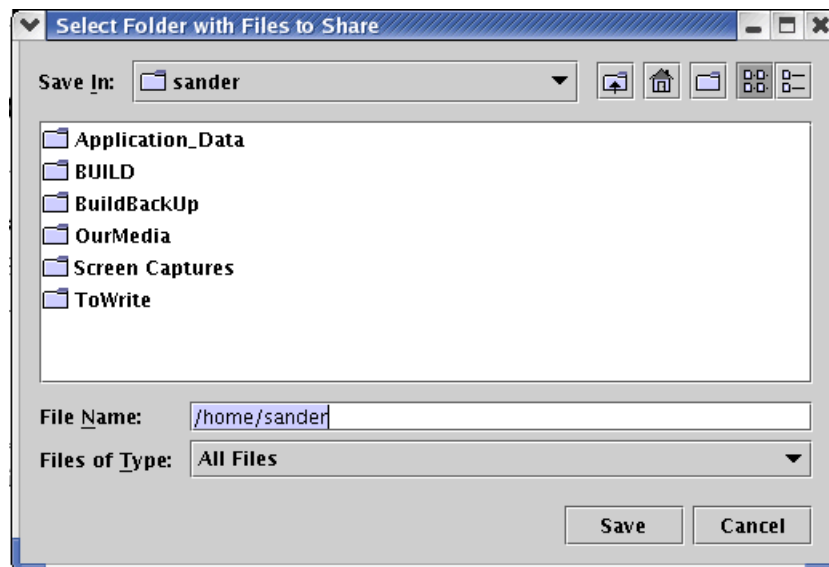 Select Folder with Files to Share
Save In: sander
Application_Data
BUILD
BuildBackUp
OurMedia
Screen Captures
ToWrite
File Name: /home/sander
Files of Type: All Files
Save Cancel